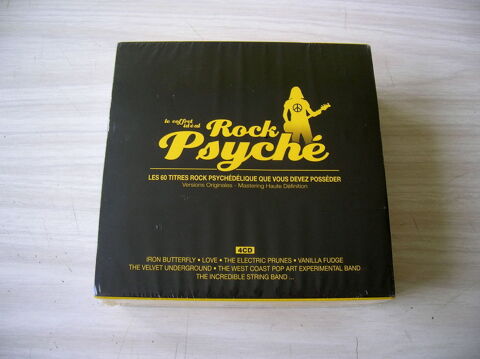 le coffret
idéal
Rock
Psyché
LES 60 TITRES ROCK PSYCHÉDÉLIQUE QUE VOUS DEVEZ POSSÉDER
Versions Originales - Mastering Haute Définition
4CD
IRON BUTTERFLY • LOVE • THE ELECTRIC PRUNES • VANILLA FUDGE
THE VELVET UNDERGROUND • THE WEST COAST POP ART EXPERIMENTAL BAND
THE INCREDIBLE STRING BAND ...